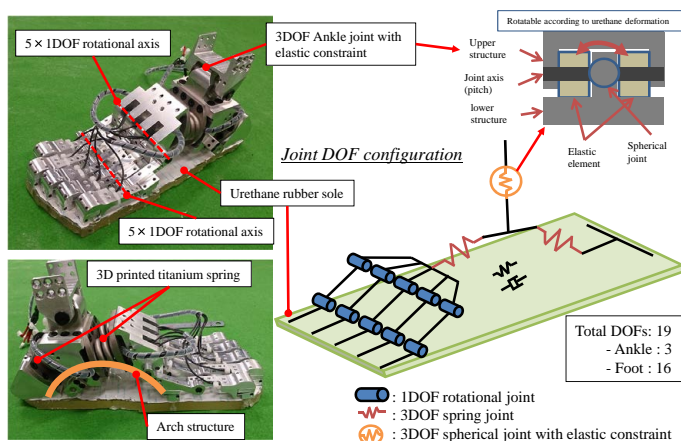 5×1DOF rotational axis
3DOF Ankle joint with
elastic constraint
Rotatable according to urethane deformation
Upper
structure
Joint axis
(pitch)
lower
structure
Elastic
element
Spherical
joint
Joint DOF configuration
Urethane rubber sole
5×1DOF rotational axis
3D printed titanium spring
Arch structure
Total DOFs: 19
- Ankle : 3
- Foot : 16
: 1DOF rotational joint
: 3DOF spring joint
: 3DOF spherical joint with elastic constraint